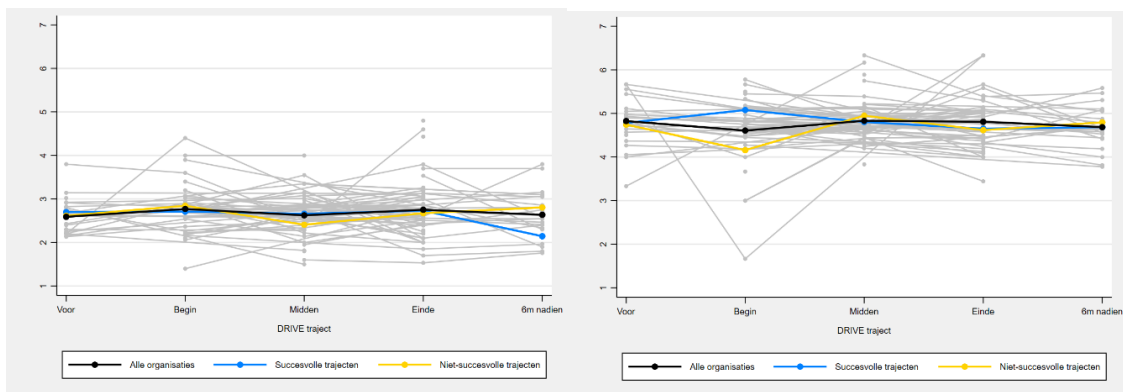 7
6
5
4
3
2
1
Voor Begin Midden Einde 6m nadien
DRIVE traject
Alle organisaties Succesvolle trajecten Niet-succesvolle trajecten
7
6
5
4
3
2
1
Voor Begin Midden Einde 6m nadien
DRIVE traject
Alle organisaties Succesvolle trajecten Niet-succesvolle trajecten